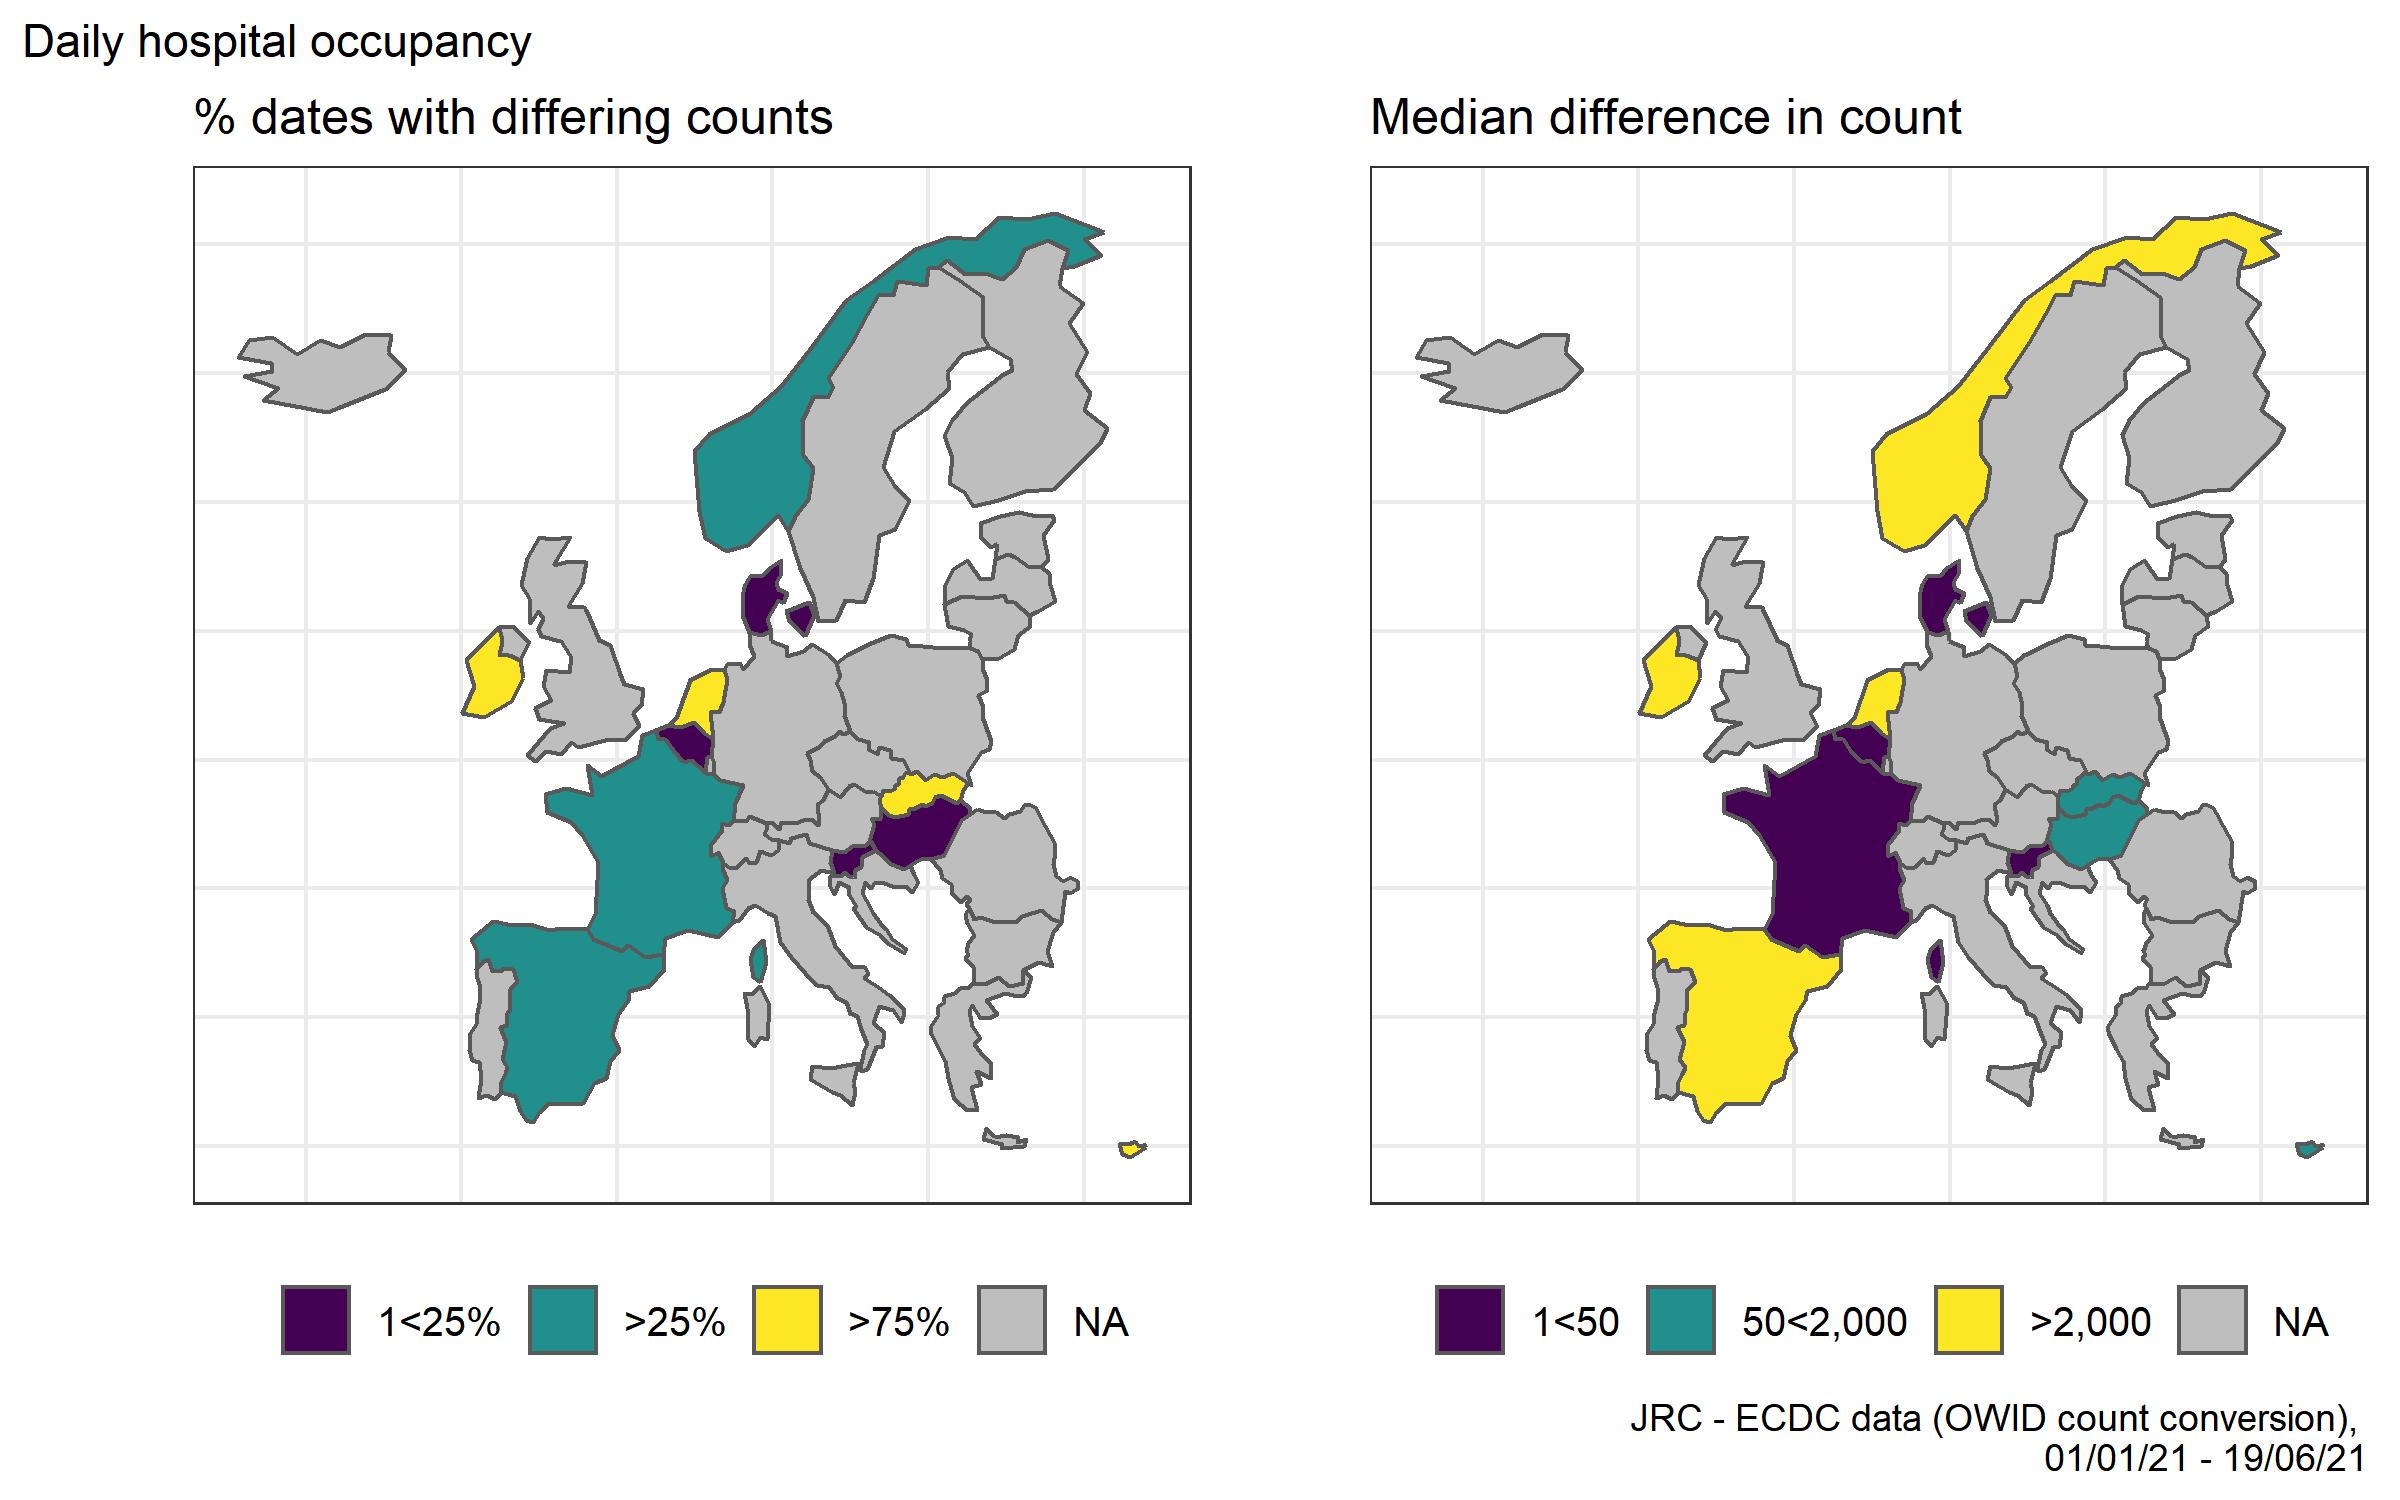 Daily hospital occupancy
% dates with differing counts
Median difference in count
1<25%
>25%
>75%
NA
1<50
50<2,000
>2,000
NA
JRC - ECDC data (OWID count conversion),
01/01/21 - 19/06/21